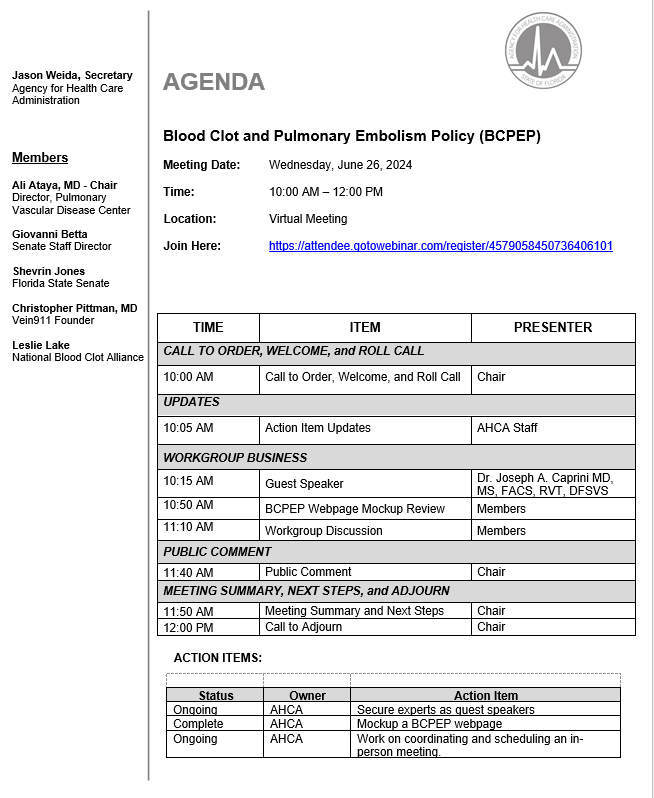 AGENCY FOR HEALTH CARE ADMINISTRATION
STATE OF FLORIDA
Jason Weida, Secretary
Agency for Health Care
Administration
Members
Ali Ataya, MD - Chair
Director, Pulmonary
Vascular Disease Center
Giovanni Betta
Senate Staff Director
Shevrin Jones
Florida State Senate
Christopher Pittman, MD
Vein911 Founder
Leslie Lake
National Blood Clot Alliance
AGENDA
Blood Clot and Pulmonary Embolism Policy (BCPEP)
Meeting Date: Wednesday, June 26, 2024
Time: 10:00 AM – 12:00 PM
Location: Virtual Meeting
Join Here: https://attendee.gotowebinar.com/register/4579058450736406101
TIME ITEM PRESENTER
CALL TO ORDER, WELCOME, and ROLL CALL
10:00 AM Call to Order, Welcome, and Roll Call Chair
UPDATES
10:05 AM Action Item Updates AHCA Staff
WORKGROUP BUSINESS
10:15 AM Guest Speaker Dr. Joseph A. Caprini MD,
MS, FACS, RVT, DFSVS
10:50 AM BCPEP Webpage Mockup Review Members
11:10 AM Workgroup Discussion Members
PUBLIC COMMENT
11:40 AM Public Comment Chair
MEETING SUMMARY, NEXT STEPS, and ADJOURN
11:50 AM Meeting Summary and Next Steps Chair
12:00 PM Call to Adjourn Chair
ACTION ITEMS:
Status Owner Action Item
Ongoing AHCA Secure experts as guest speakers
Complete AHCA Mockup a BCPEP webpage
Ongoing AHCA Work on coordinating and scheduling an in-
person meeting.